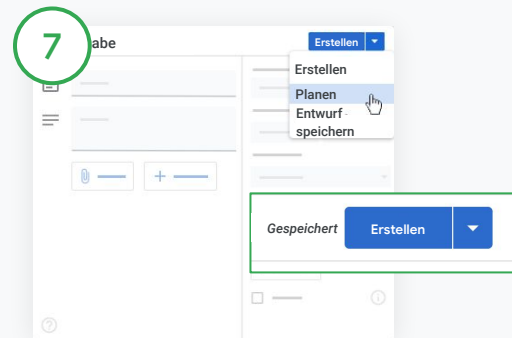 7
abe
Erstellen
Erstellen
Planen
Entwurf
speichern
Gespeichert
Erstellen